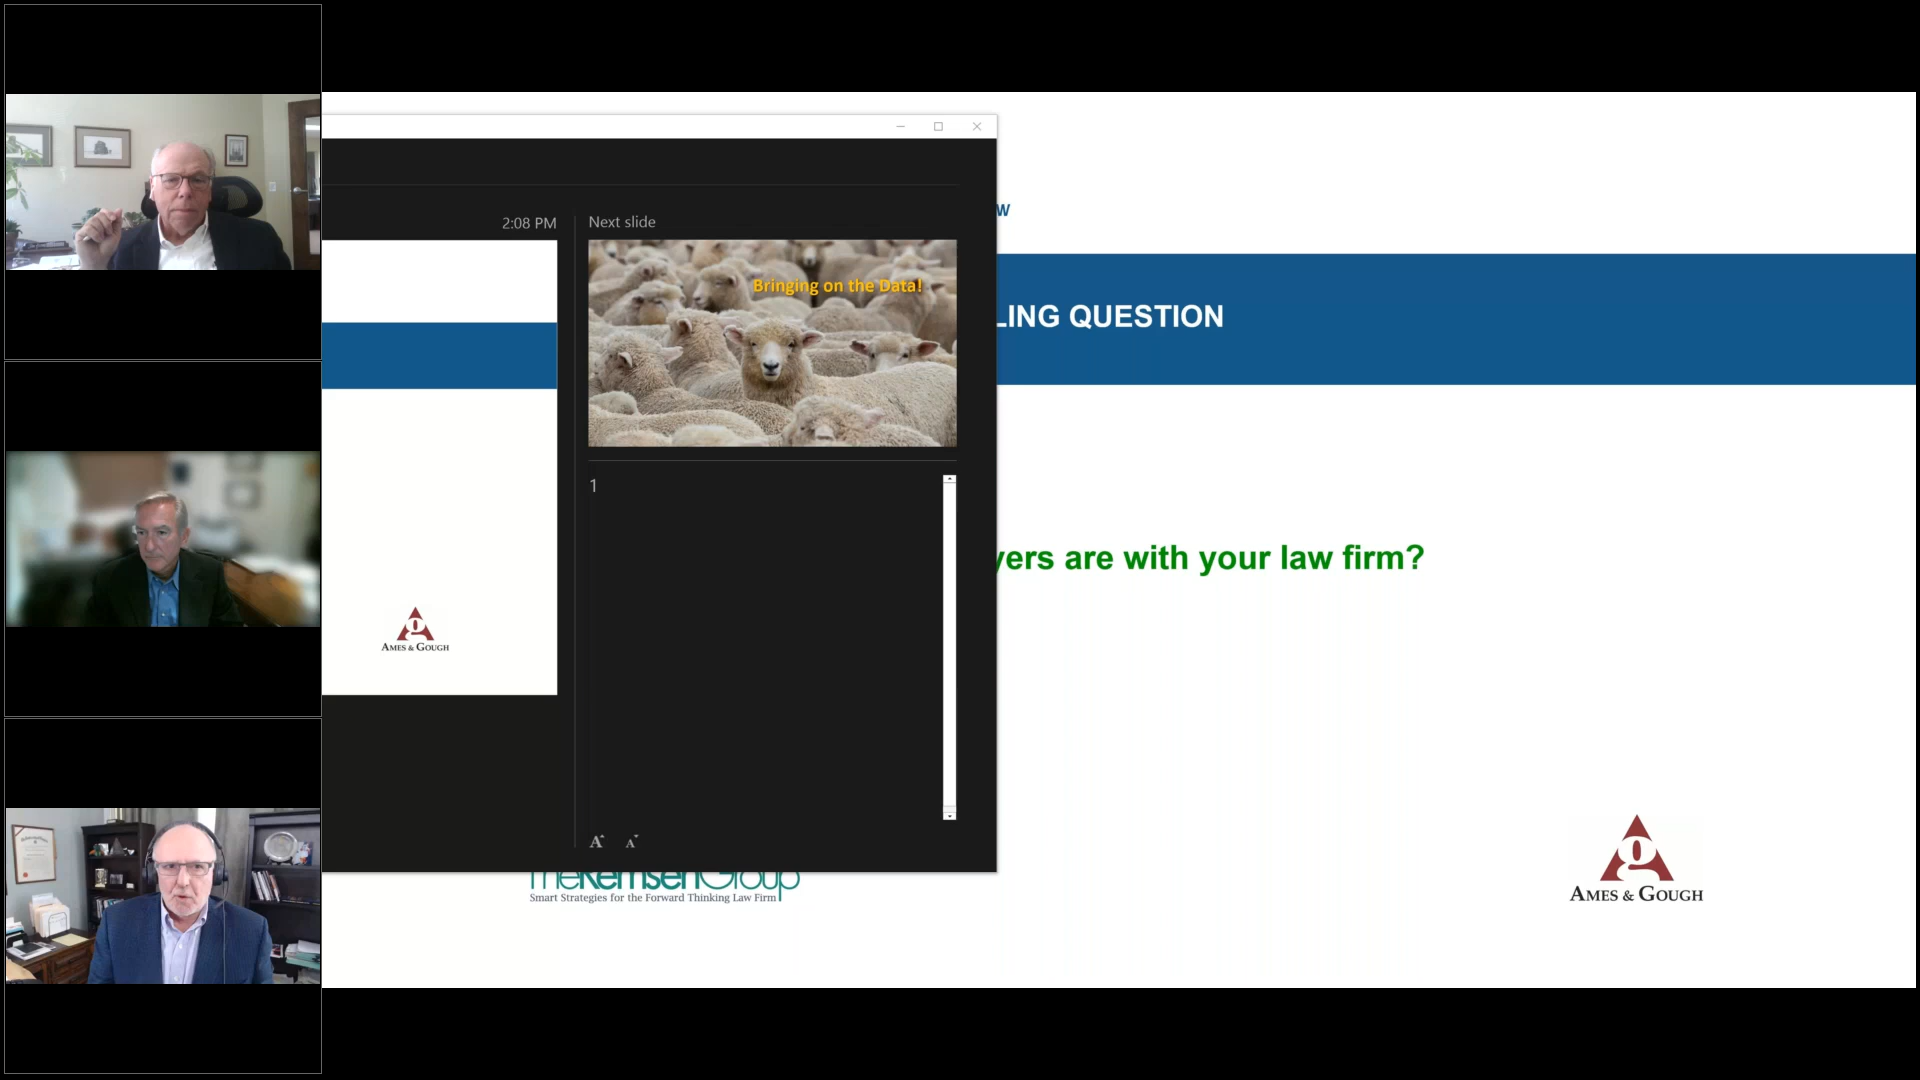 2:08 PM
Next slide
Bringing on the Data!
1
W
LING QUESTION
yers are with your law firm?
AMES & GOUGH
TheRemsenGroup
Smart Strategies for the Forward Thinking Law Firm
AMES & GOUGH